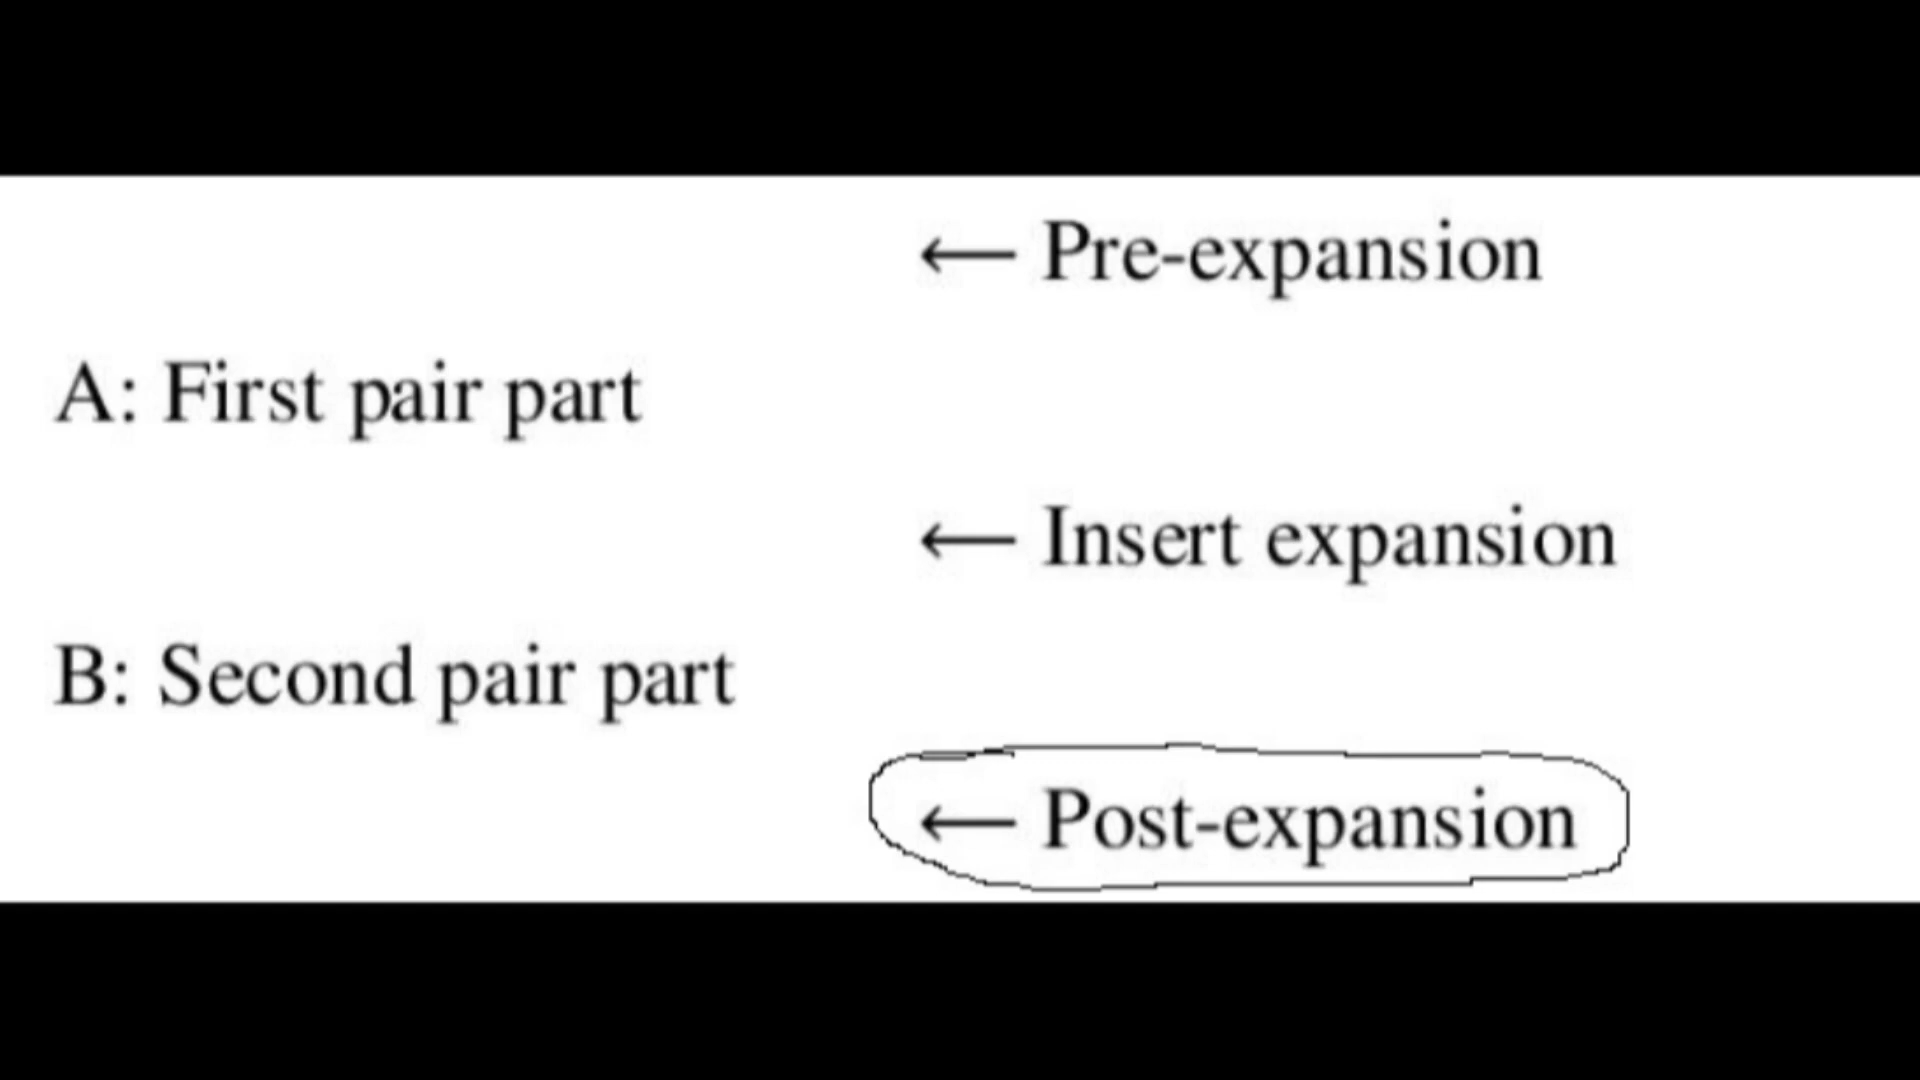 ← Pre-expansion
A: First pair part
← Insert expansion
B: Second pair part
← Post-expansion